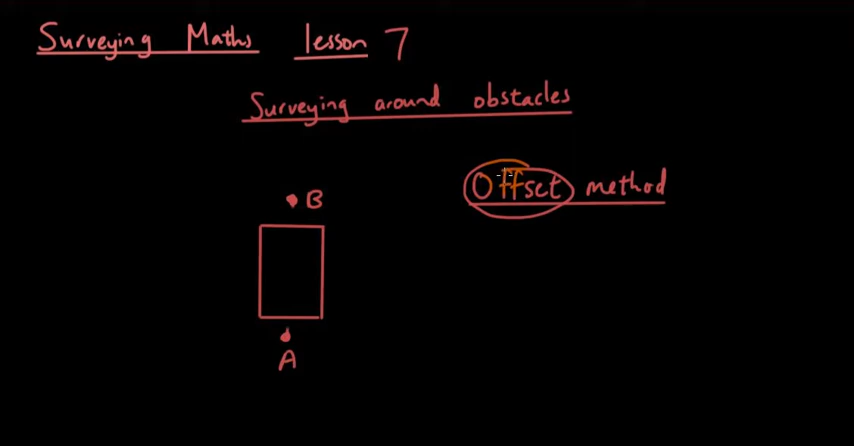 Surveying Maths lesson 7
Surveying around obstacles
Offset method
B
A